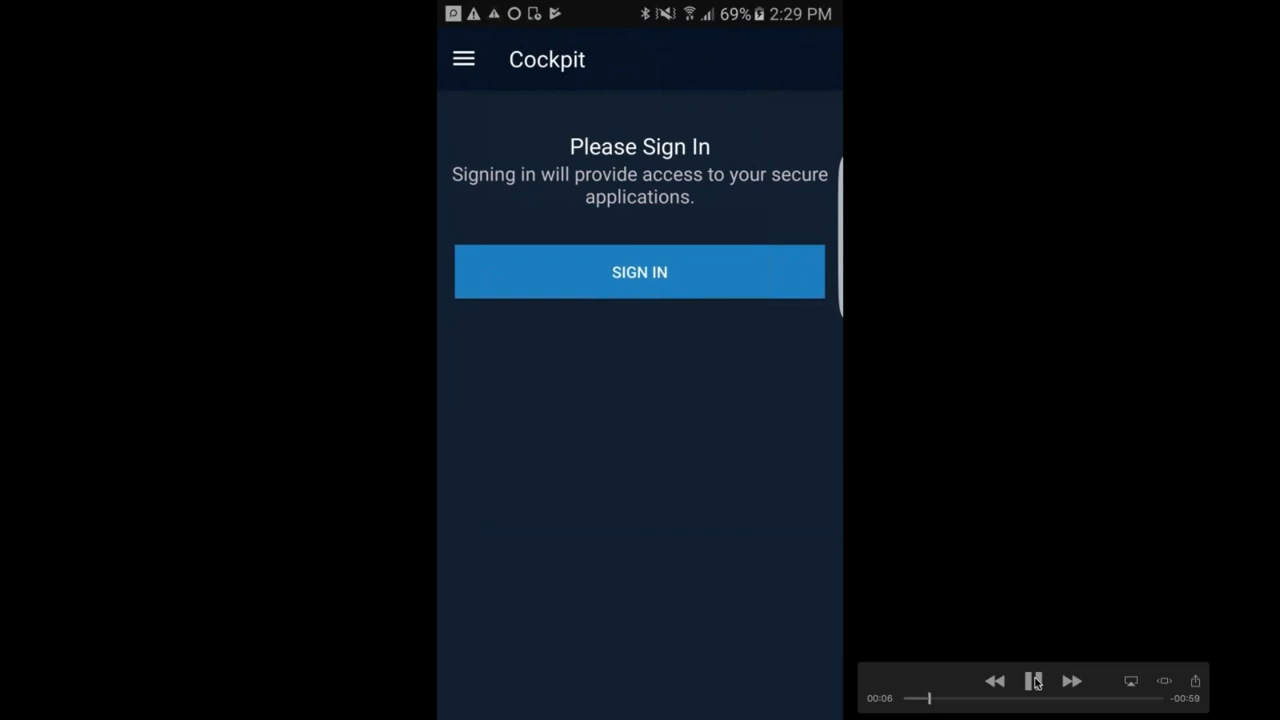 69% 2:29 PM
Cockpit
Please Sign In
Signing in will provide access to your secure
applications.
SIGN IN
00:06 -00:59